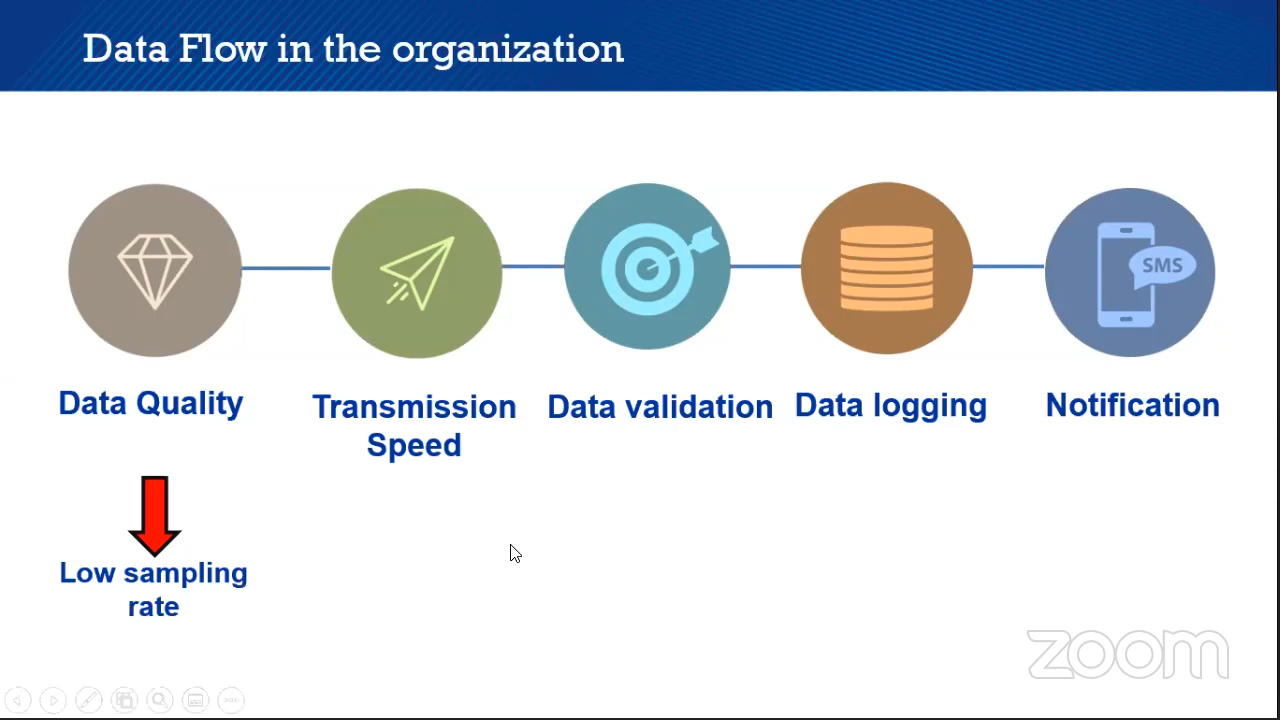 Data Flow in the organization
SMS
Data Quality
Transmission
Speed
Data validation
Data logging
Notification
Low sampling
rate
zoom